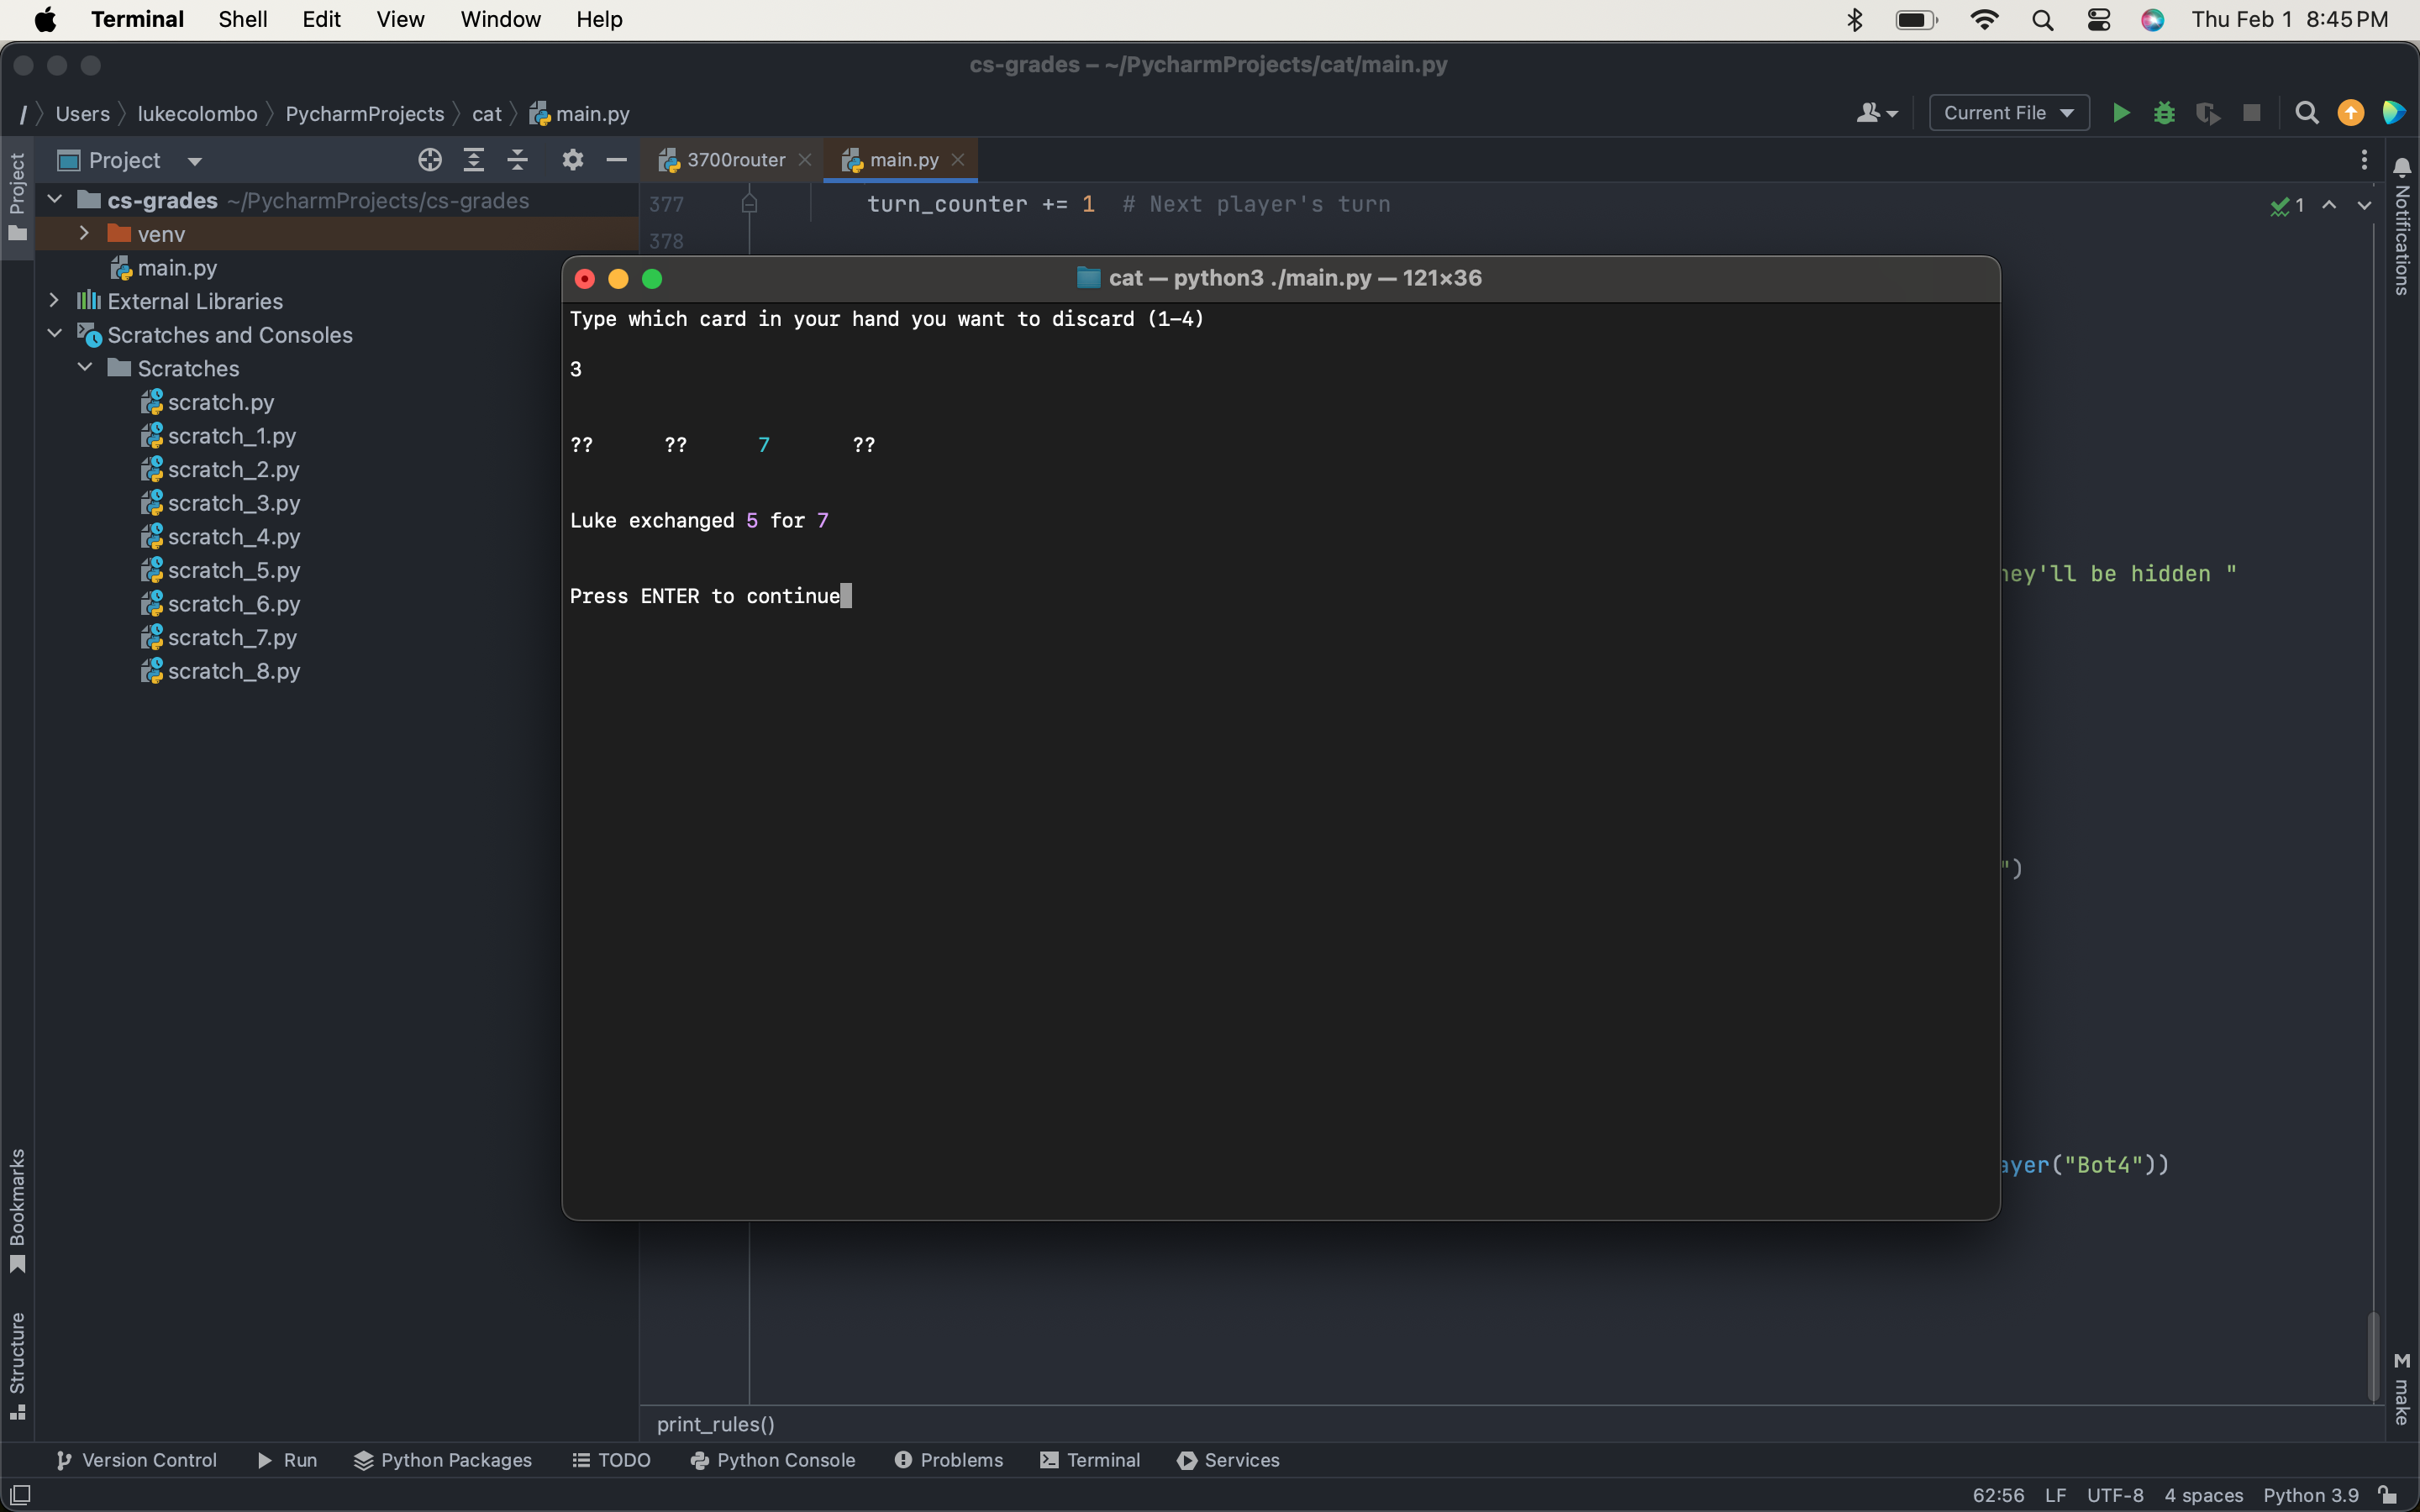 Terminal Shell Edit View Window Help Thu Feb 1 8:45 PM
cs-grades – ~/PycharmProjects/cat/main.py
/ Users lukecolombo PycharmProjects cat main.py Current File
Project 3700router main.py
Project
cs-grades ~/PycharmProjects/cs-grades
venv
main.py
External Libraries
Scratches and Consoles
Scratches
scratch.py
scratch_1.py
scratch_2.py
scratch_3.py
scratch_4.py
scratch_5.py
scratch_6.py
scratch_7.py
scratch_8.py
Bookmarks
Structure
377 turn_counter += 1 # Next player's turn 1
378
cat — python3 ./main.py — 121×36
Type which card in your hand you want to discard (1-4)
3
?? ?? 7 ??
Luke exchanged 5 for 7
Press ENTER to continue
hey'll be hidden "
")
ayer("Bot4"))
Notifications
M make
print_rules()
Version Control Run Python Packages TODO Python Console Problems Terminal Services
62:56 LF UTF-8 4 spaces Python 3.9